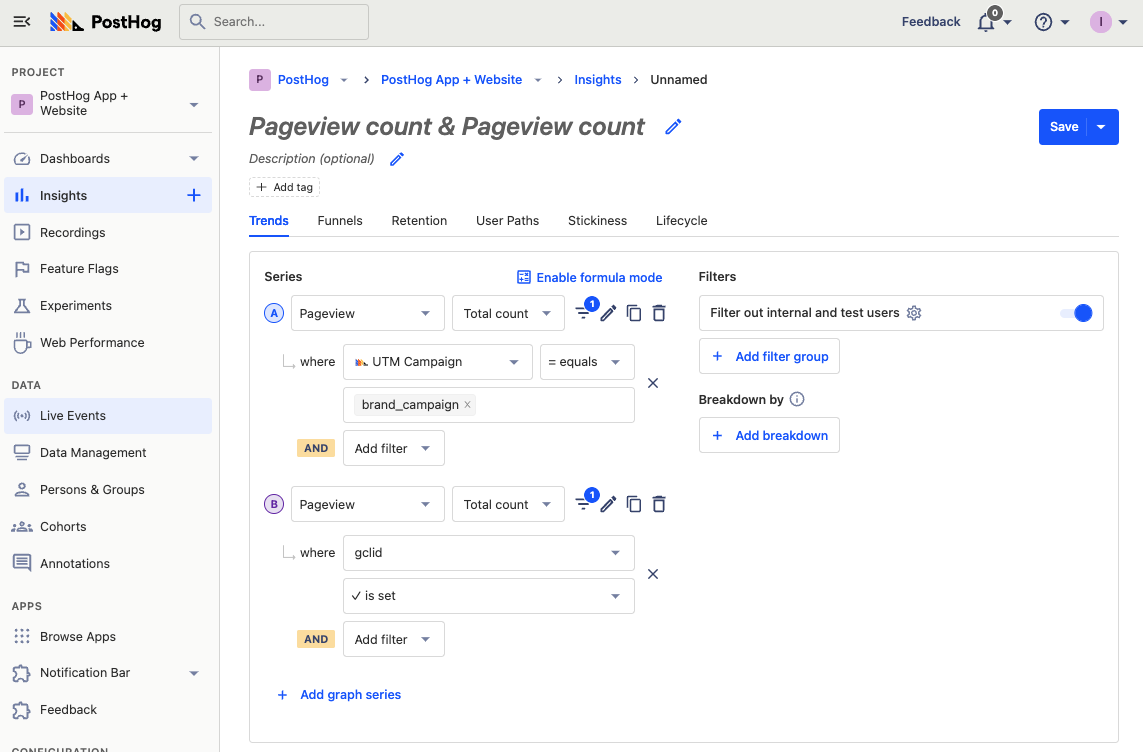 PostHog
Search...
Feedback
0
I
PROJECT
P
PostHog App +
Website
Dashboards
Insights
Recordings
Feature Flags
Experiments
Web Performance
DATA
Live Events
Data Management
Persons & Groups
Cohorts
Annotations
APPS
Browse Apps
Notification Bar
Feedback
CONFIGURATION
P PostHog PostHog App + Website Insights Unnamed
Pageview count & Pageview count
Save
Description (optional)
+ Add tag
Trends Funnels Retention User Paths Stickiness Lifecycle
Series Enable formula mode
A Pageview Total count 1
where UTM Campaign = equals
brand_campaign ×
AND Add filter
B Pageview Total count 1
where gclid
✓ is set
AND Add filter
+ Add graph series
Filters
Filter out internal and test users
+ Add filter group
Breakdown by
+ Add breakdown